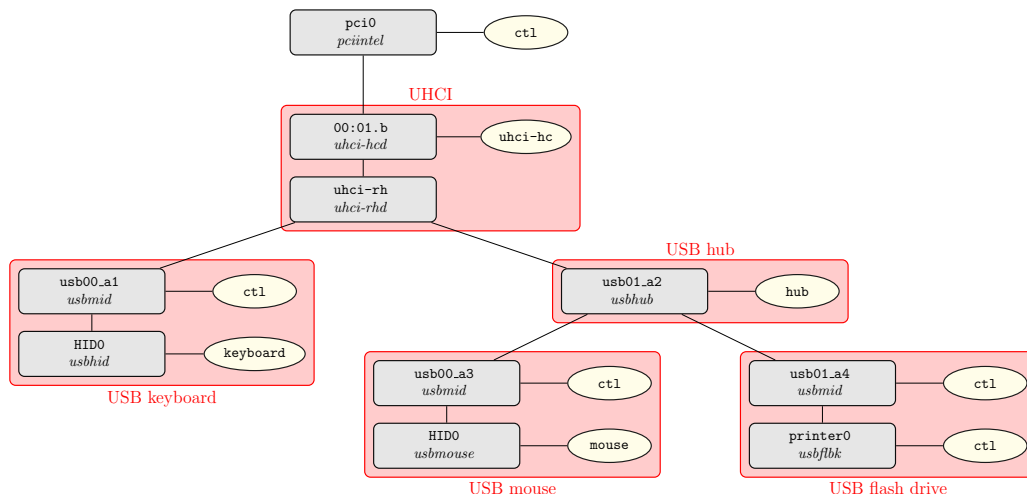 pci0
pciintel
ctl
UHCI
00:01.b
uhci-hcd
uhci-hc
uhci-rh
uhci-rhd
USB hub
usb00_a1
usbmid
ctl
usb01_a2
usbhub
hub
HID0
usbhid
keyboard
USB keyboard
usb00_a3
usbmid
ctl
usb01_a4
usbmid
ctl
HID0
usbmouse
mouse
printer0
usbflbk
ctl
USB mouse
USB flash drive